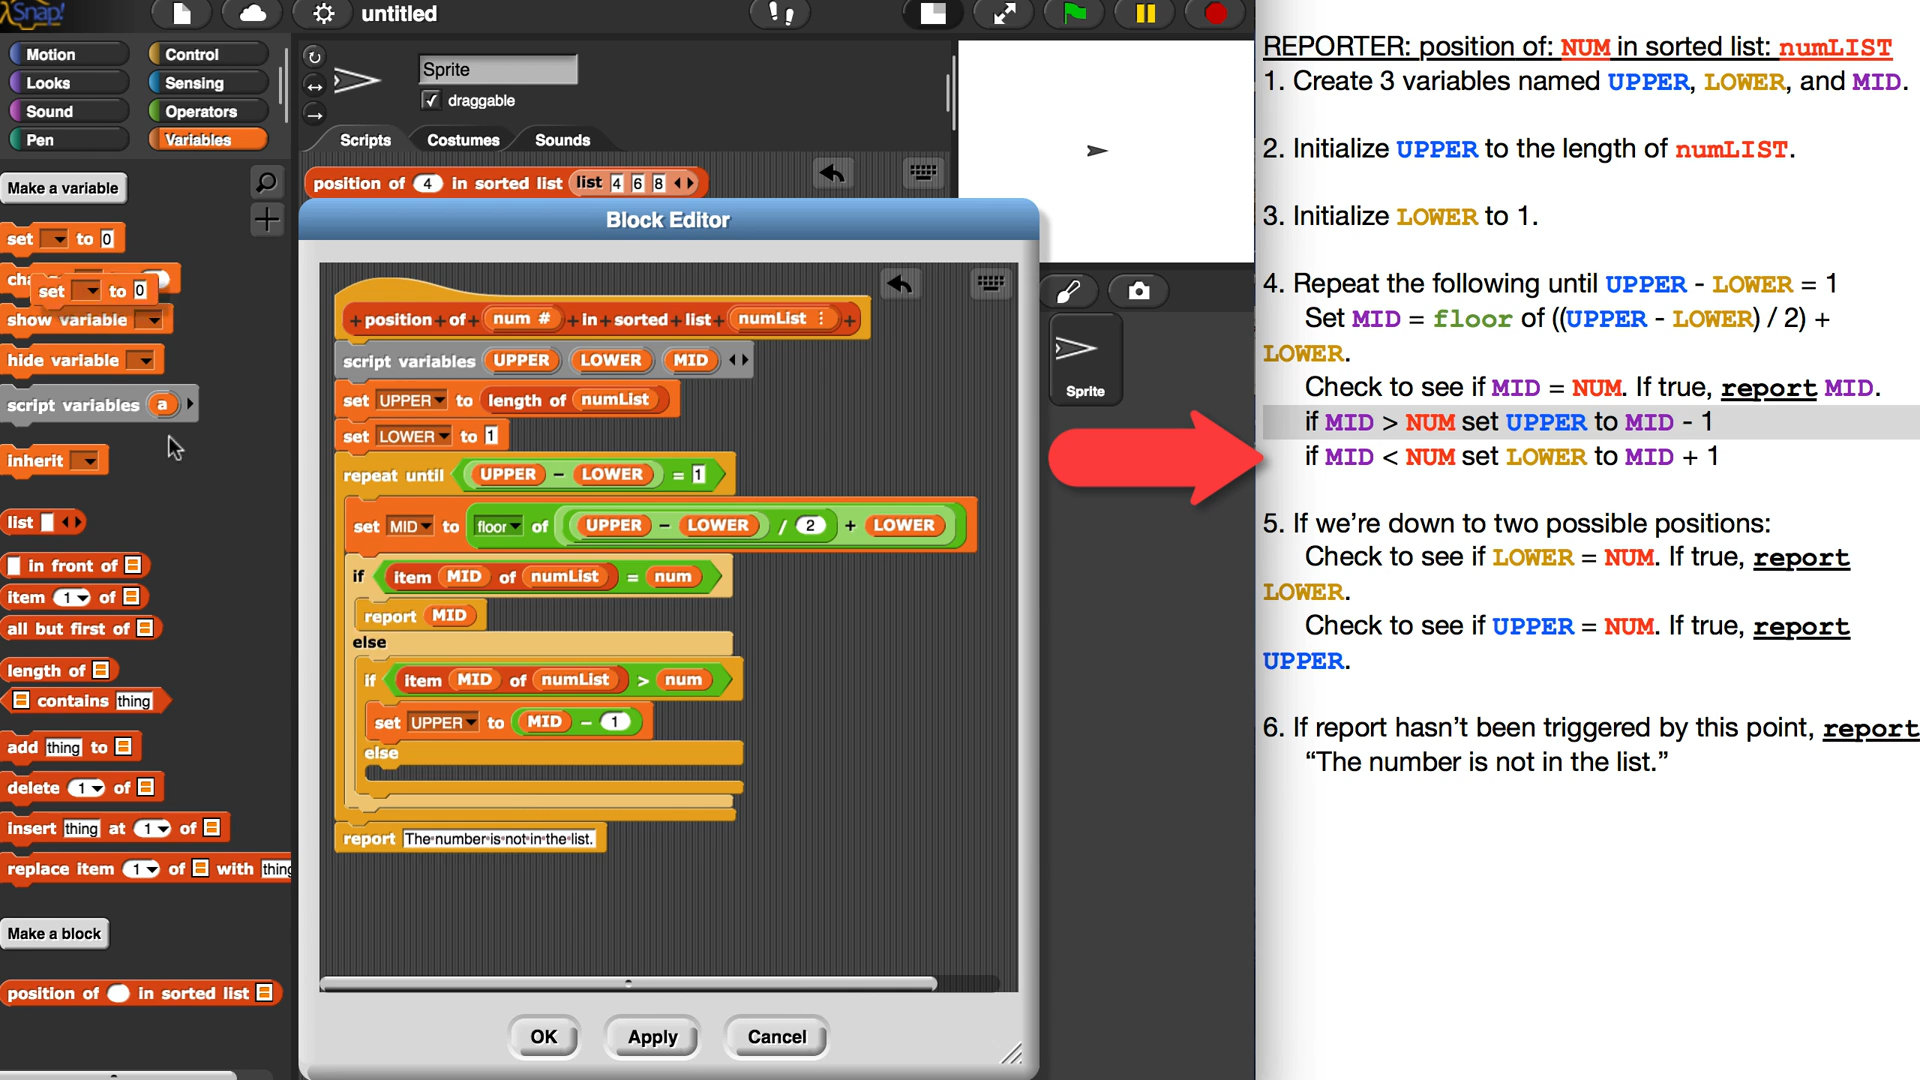 Snap!
untitled
Motion Control
Looks Sensing
Sound Operators
Pen Variables
Make a variable
set to 0
set to 0
show variable
hide variable
script variables a
inherit
list
in front of
item 1 of
all but first of
length of
contains thing
add thing to
delete 1 of
insert thing at 1 of
replace item 1 of with thing
Make a block
position of in sorted list
Sprite
draggable
Scripts Costumes Sounds
position of 4 in sorted list list 4 6 8
Block Editor
+ position + of + num # + in + sorted + list + numList ⋮ +
script variables UPPER LOWER MID
set UPPER to length of numList
set LOWER to 1
repeat until UPPER - LOWER = 1
set MID to floor of UPPER - LOWER / 2 + LOWER
if item MID of numList = num
report MID
else
if item MID of numList > num
set UPPER to MID - 1
else
report The number is not in the list.
OK Apply Cancel
Sprite
REPORTER: position of: NUM in sorted list: numLIST
1. Create 3 variables named UPPER, LOWER, and MID.
2. Initialize UPPER to the length of numLIST.
3. Initialize LOWER to 1.
4. Repeat the following until UPPER - LOWER = 1
Set MID = floor of ((UPPER - LOWER) / 2) +
LOWER.
Check to see if MID = NUM. If true, report MID.
if MID > NUM set UPPER to MID - 1
if MID < NUM set LOWER to MID + 1
5. If we’re down to two possible positions:
Check to see if LOWER = NUM. If true, report
LOWER.
Check to see if UPPER = NUM. If true, report
UPPER.
6. If report hasn’t been triggered by this point, report
“The number is not in the list.”